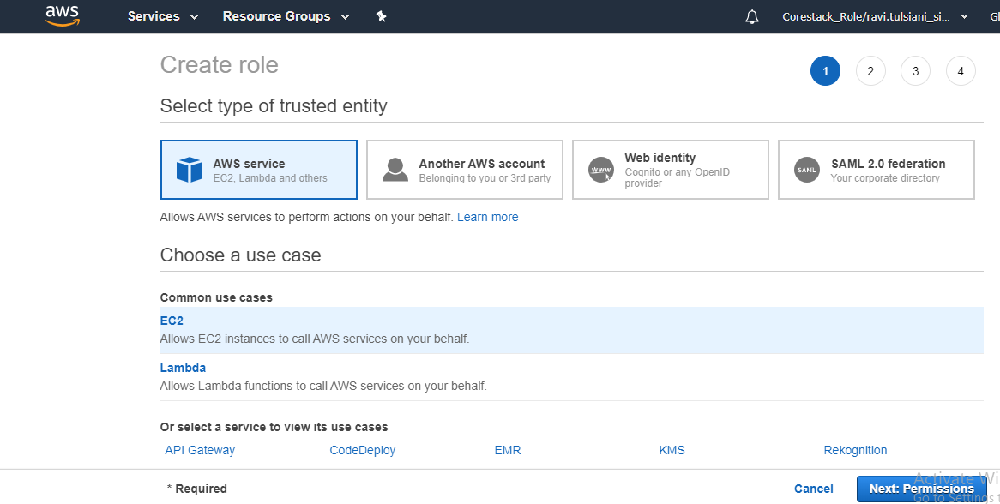 aws Services Resource Groups Corestack_Role/ravi.tulsiani_si...
Create role
1 2 3 4
Select type of trusted entity
AWS service
EC2, Lambda and others
Another AWS account
Belonging to you or 3rd party
www
Web identity
Cognito or any OpenID
provider
SAML
SAML 2.0 federation
Your corporate directory
Allows AWS services to perform actions on your behalf. Learn more
Choose a use case
Common use cases
EC2
Allows EC2 instances to call AWS services on your behalf.
Lambda
Allows Lambda functions to call AWS services on your behalf.
Or select a service to view its use cases
API Gateway CodeDeploy EMR KMS Rekognition
* Required Cancel Next: Permissions
Activate Wi
Go to Settings t